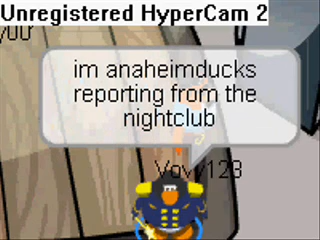 Unregistered HyperCam 2
im anaheimducks
reporting from the
nightclub